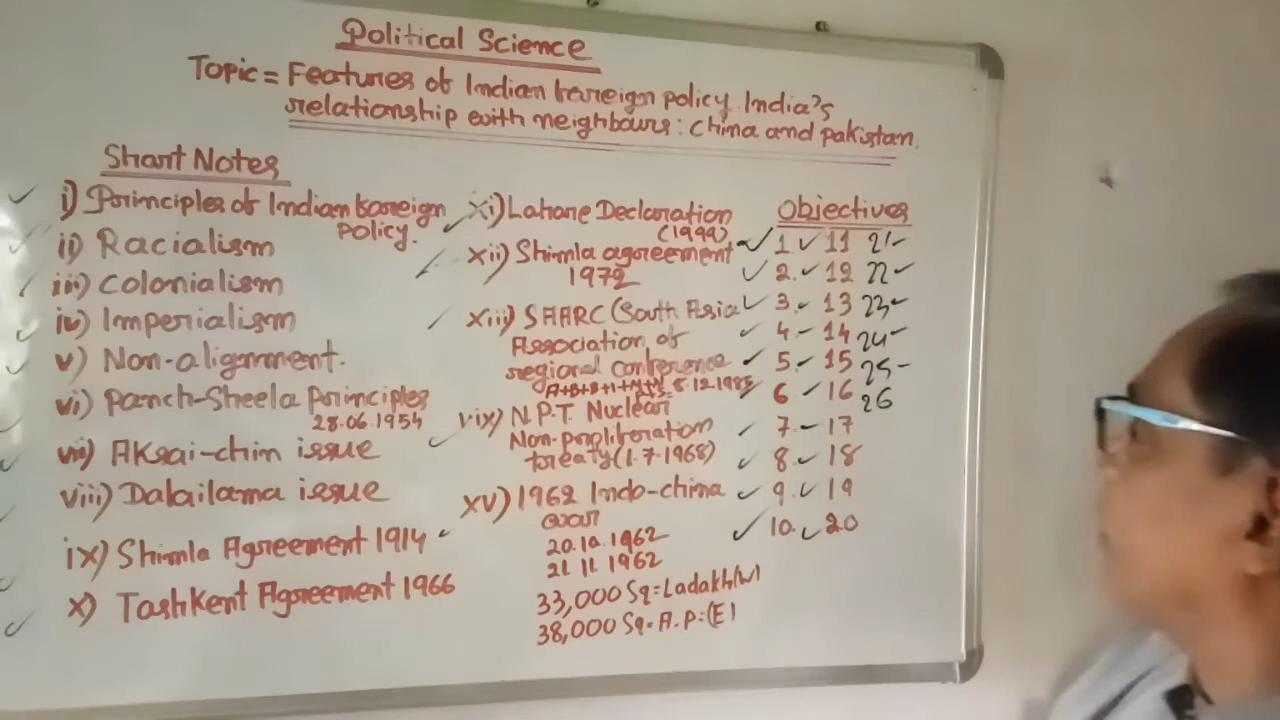 Political Science
Topic = Features of Indian foreign policy. India's
relationship with neighbours: China and pakistan.
Short Notes
i) Principles of Indian foreign
policy.
ii) Racialism
iii) Colonialism
iv) Imperialism
v) Non-alignment.
vi) Panch-Sheela Principles
28.06.1954
vii) Aksai-chin issue
viii) Dalailama issue
ix) Shimla Agreement 1914
x) Tashkent Agreement 1966
xi) Lahore Declaration
(1999)
xii) Shimla agreement
1972
xiii) SAARC (South Asia
Association of
regional conference
A+B+B+I+M+N 8.12.1985
P+S
vix) N.P.T. Nuclear
Non-proliferation
treaty (1.7.1968)
xv) 1962 Indo-china
war
20.10.1962
21 11 1962
33,000 Sq=Ladakh(W)
38,000 Sq=A.P=(E)
Objectives
1. 11 21
2. 12 22
3. 13 23
4. 14 24
5. 15 25
6 16 26
7 17
8. 18
9. 19
10. 20